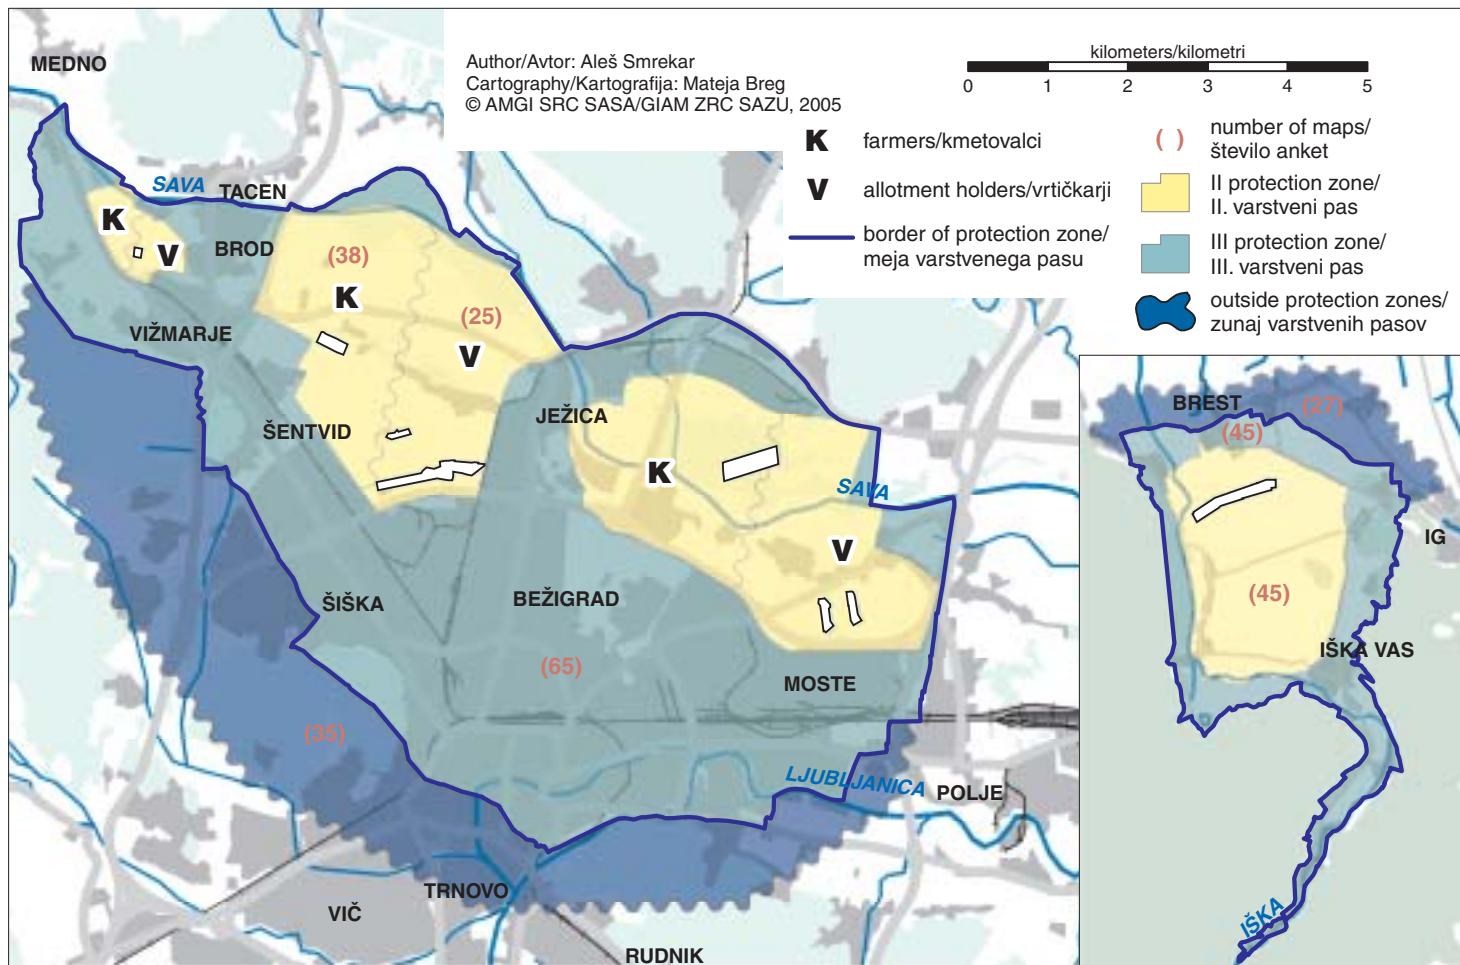 MEDNO
Author/Avtor: Aleš Smrekar
Cartography/Kartografija: Mateja Breg
© AMGI SRC SASA/GIAM ZRC SAZU, 2005
kilometers/kilometri
0 1 2 3 4 5
K farmers/kmetovalci
V allotment holders/vrtičkarji
border of protection zone/
meja varstvenega pasu
( ) number of maps/
število anket
II protection zone/
II. varstveni pas
III protection zone/
III. varstveni pas
outside protection zones/
zunaj varstvenih pasov
SAVA
TACEN
K
V
BROD
(38)
K
(25)
V
VIŽMARJE
ŠENTVID
JEŽICA
K
SAVA
V
ŠIŠKA
BEŽIGRAD
(65)
MOSTE
(35)
LJUBLJANICA
POLJE
TRNOVO
VIČ
RUDNIK
BREST
(27)
(45)
IG
(45)
IŠKA VAS
IŠKA